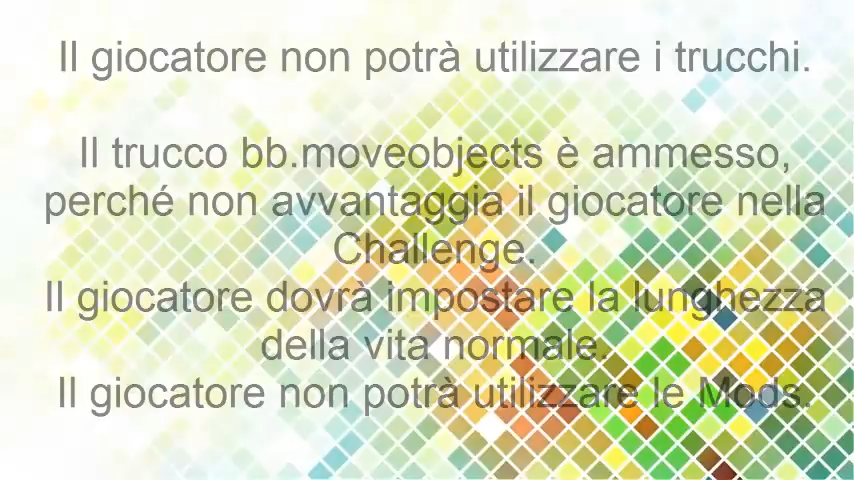 Il giocatore non potrà utilizzare i trucchi.
Il trucco bb.moveobjects è ammesso,
perché non avvantaggia il giocatore nella
Challenge.
Il giocatore dovrà impostare la lunghezza
della vita normale.
Il giocatore non potrà utilizzare le Mods.